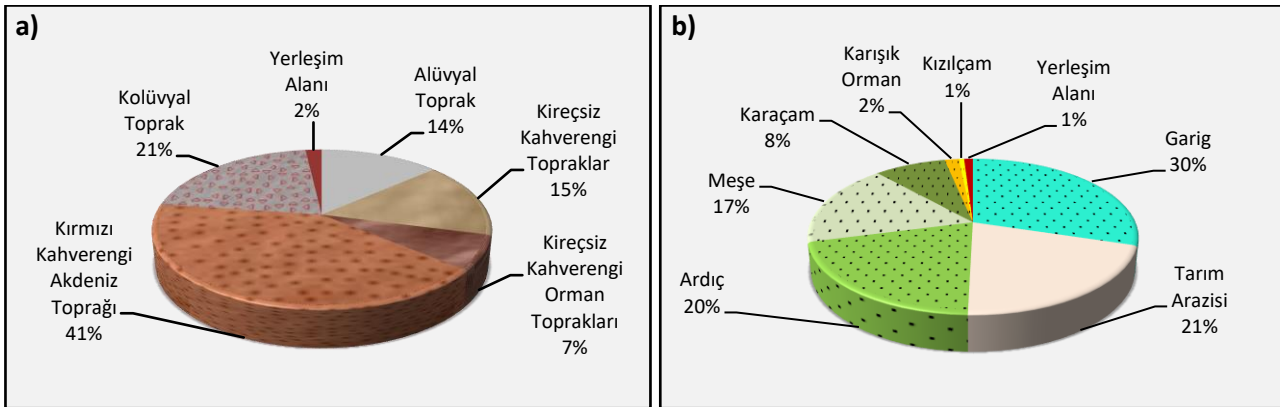 a)
Yerleşim
Alanı
2%
Alüvyal
Toprak
14%
Kireçsiz
Kahverengi
Topraklar
15%
Kireçsiz
Kahverengi
Orman
Toprakları
7%
Kırmızı
Kahverengi
Akdeniz
Toprağı
41%
Kolüvyal
Toprak
21%
b)
Karışık
Orman
2%
Kızılçam
1%
Yerleşim
Alanı
1%
Garig
30%
Tarım
Arazisi
21%
Ardıç
20%
Meşe
17%
Karaçam
8%